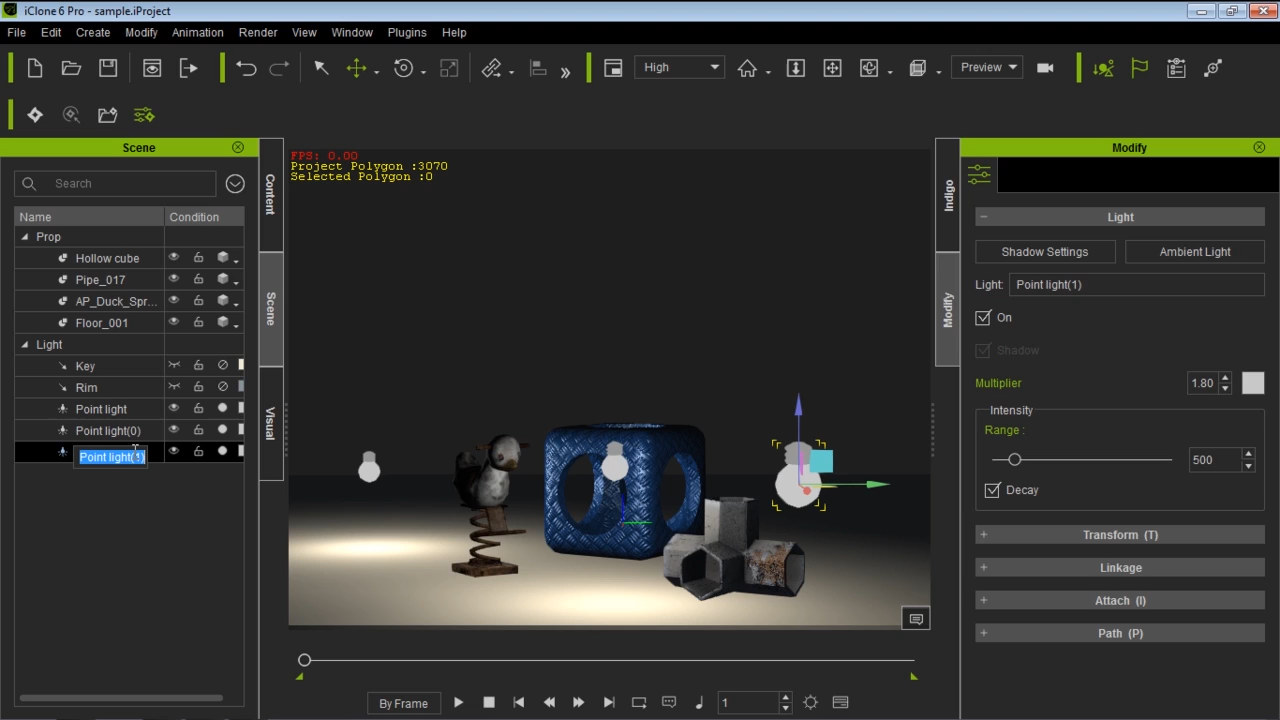 iClone 6 Pro - sample.iProject
File Edit Create Modify Animation Render View Window Plugins Help
High
Preview
Scene
Search
Name Condition
Prop
Hollow cube
Pipe_017
AP_Duck_Spr...
Floor_001
Light
Key
Rim
Point light
Point light(0)
Point light(1)
Content
Scene
Visual
FPS: 0.00
Project Polygon :3070
Selected Polygon :0
By Frame
1
Indigo
Modify
Modify
Light
Shadow Settings Ambient Light
Light: Point light(1)
On
Shadow
Multiplier 1.80
Intensity
Range :
500
Decay
Transform (T)
Linkage
Attach (I)
Path (P)